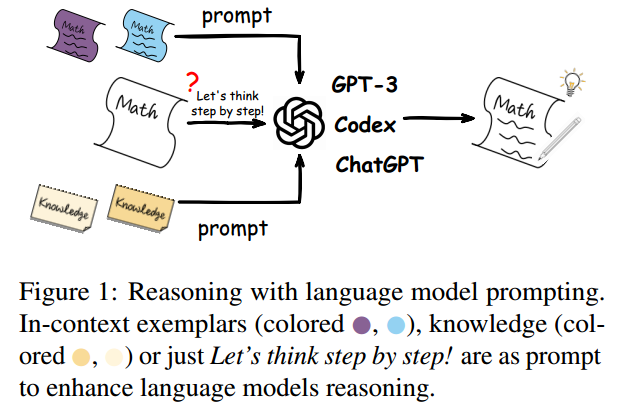 prompt
Math
Math
?
Let's think
step by step!
Math
GPT-3
Codex
ChatGPT
Math
Knowledge
Knowledge
prompt
Figure 1: Reasoning with language model prompting.
In-context exemplars (colored , ), knowledge (col-
ored , ) or just Let's think step by step! are as prompt
to enhance language models reasoning.